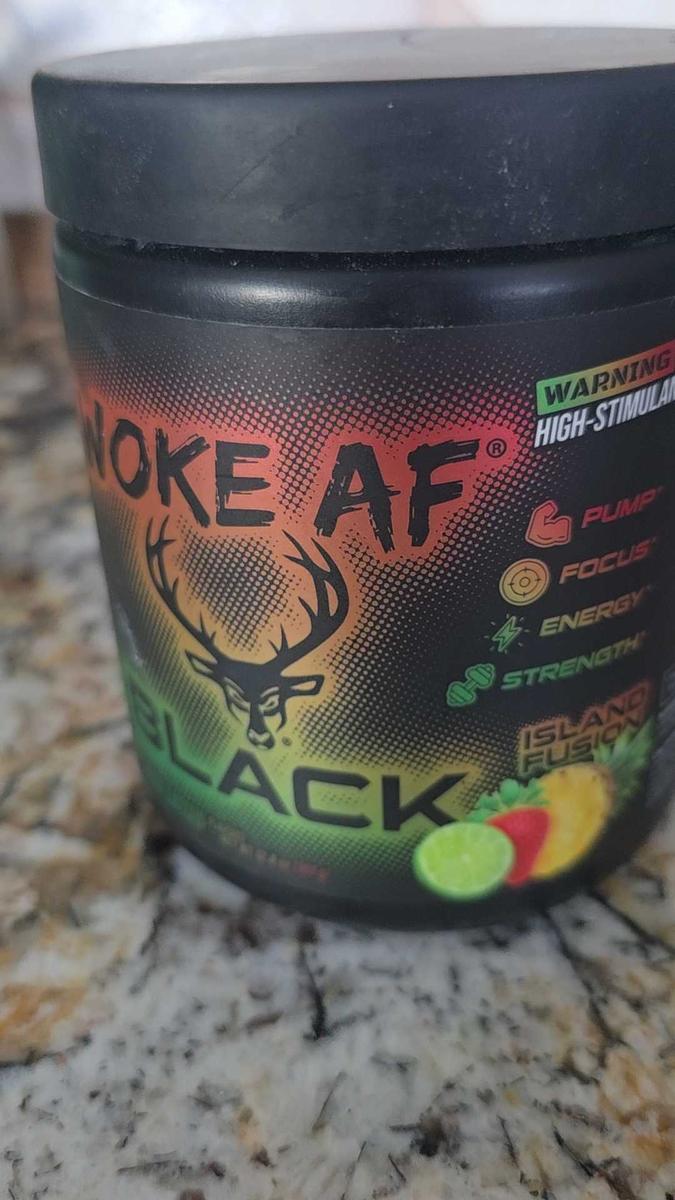 WOKE AF®
BLACK
WARNING
HIGH-STIMULAN
PUMP*
FOCUS*
ENERGY*
STRENGTH*
ISLAND
FUSION